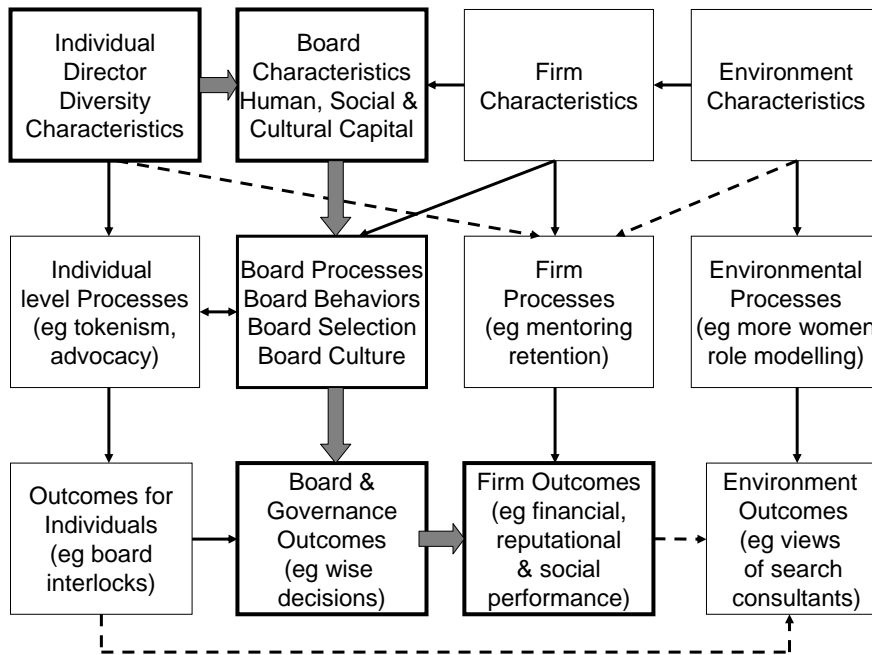 Individual
Director
Diversity
Characteristics
Board
Characteristics
Human, Social &
Cultural Capital
Firm
Characteristics
Environment
Characteristics
Individual
level Processes
(eg tokenism,
advocacy)
Board Processes
Board Behaviors
Board Selection
Board Culture
Firm
Processes
(eg mentoring
retention)
Environmental
Processes
(eg more women
role modelling)
Outcomes for
Individuals
(eg board
interlocks)
Board &
Governance
Outcomes
(eg wise
decisions)
Firm Outcomes
(eg financial,
reputational
& social
performance)
Environment
Outcomes
(eg views
of search
consultants)